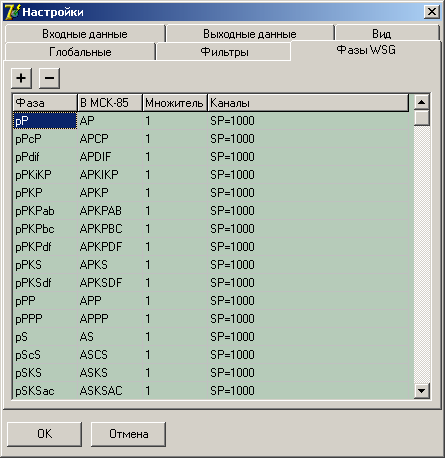 Настройки
Входные данные Выходные данные Вид
Глобальные Фильтры Фазы WSG
+ −
Фаза В МСК-85 Множитель Каналы
pP AP 1 SP=1000
pPcP APCP 1 SP=1000
pPdif APDIF 1 SP=1000
pPKiKP APKIKP 1 SP=1000
pPKP APKP 1 SP=1000
pPKPab APKPAB 1 SP=1000
pPKPbc APKPBC 1 SP=1000
pPKPdf APKPDF 1 SP=1000
pPKS APKS 1 SP=1000
pPKSdf APKSDF 1 SP=1000
pPP APP 1 SP=1000
pPPP APPP 1 SP=1000
pS AS 1 SP=1000
pScS ASCS 1 SP=1000
pSKS ASKS 1 SP=1000
pSKSac ASKSAC 1 SP=1000
OK Отмена